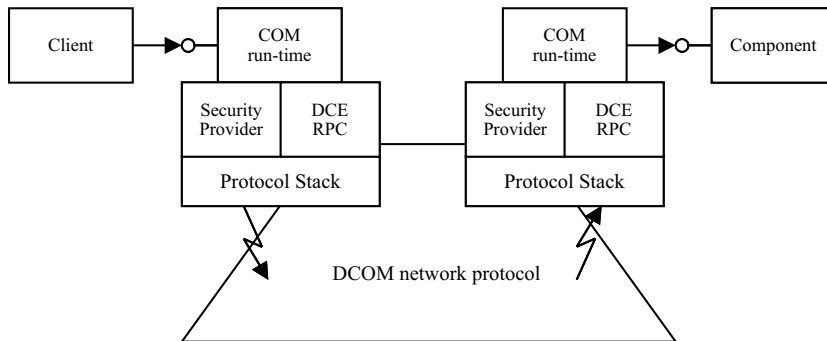 Client
COM
run-time
COM
run-time
Component
Security
Provider
DCE
RPC
Security
Provider
DCE
RPC
Protocol Stack
Protocol Stack
DCOM network protocol